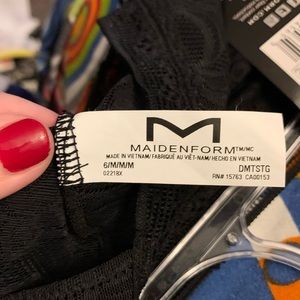 M
MAIDENFORM™/MC
MADE IN VIETNAM/FABRIQUÉ AU VIÊT-NAM/HECHO EN VIETNAM
6/M/M/M
DMTSTG
02218X
RN# 15763 CA00153